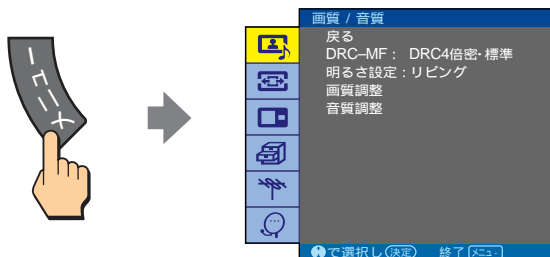 メニュー
画質 / 音質
戻る
DRC–MF： DRC4倍密・標準
明るさ設定：リビング
画質調整
音質調整
で選択し 決定 終了 メニュー